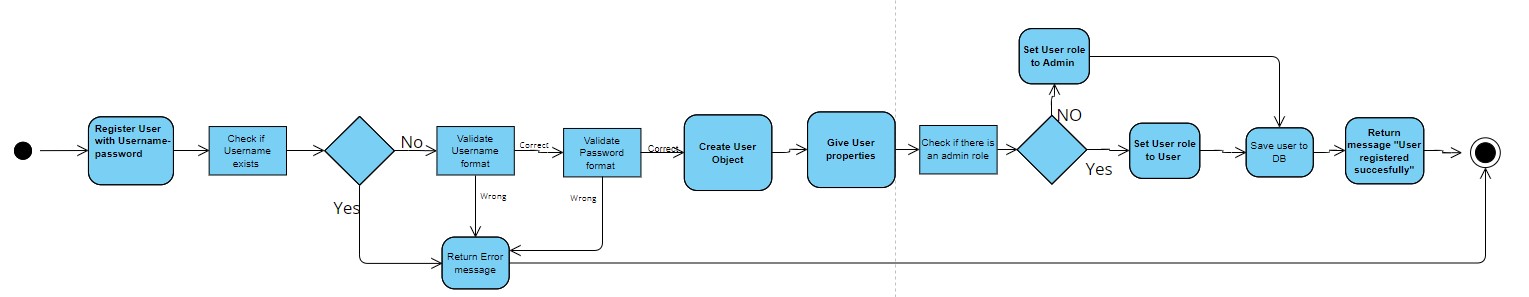 Register User
with Username-
password
Check if
Username
exists
No
Yes
Validate
Username
format
Correct
Wrong
Validate
Password
format
Correct
Wrong
Return Error
message
Create User
Object
Give User
properties
Check if there is
an admin role
NO
Yes
Set User role
to Admin
Set User role
to User
Save user to
DB
Return
message "User
registered
succesfully"